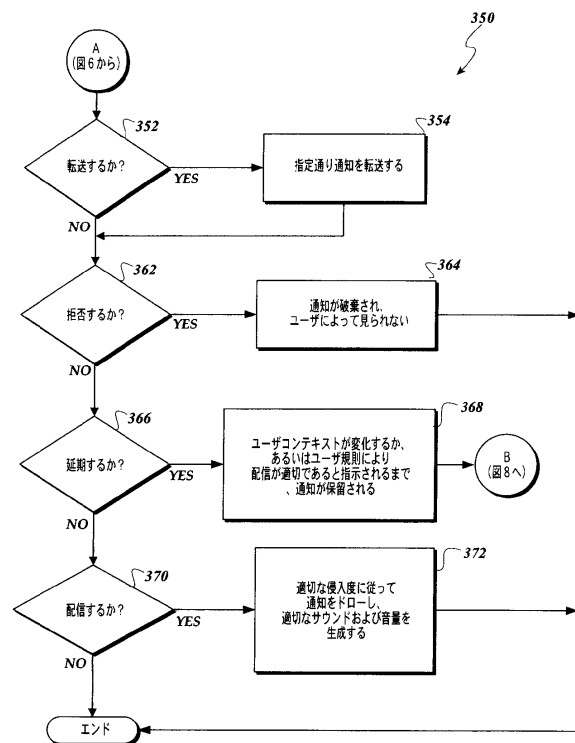 350
A
(図6から)
352
転送するか?
YES
NO
354
指定通り通知を転送する
362
拒否するか?
YES
NO
364
通知が破棄され、
ユーザによって見られない
366
延期するか?
YES
NO
368
ユーザコンテキストが変化するか、
あるいはユーザ規則により
配信が適切であると指示されるまで
、通知が保留される
B
(図8へ)
370
配信するか?
YES
NO
372
適切な侵入度に従って
通知をドローし、
適切なサウンドおよび音量を
生成する
エンド